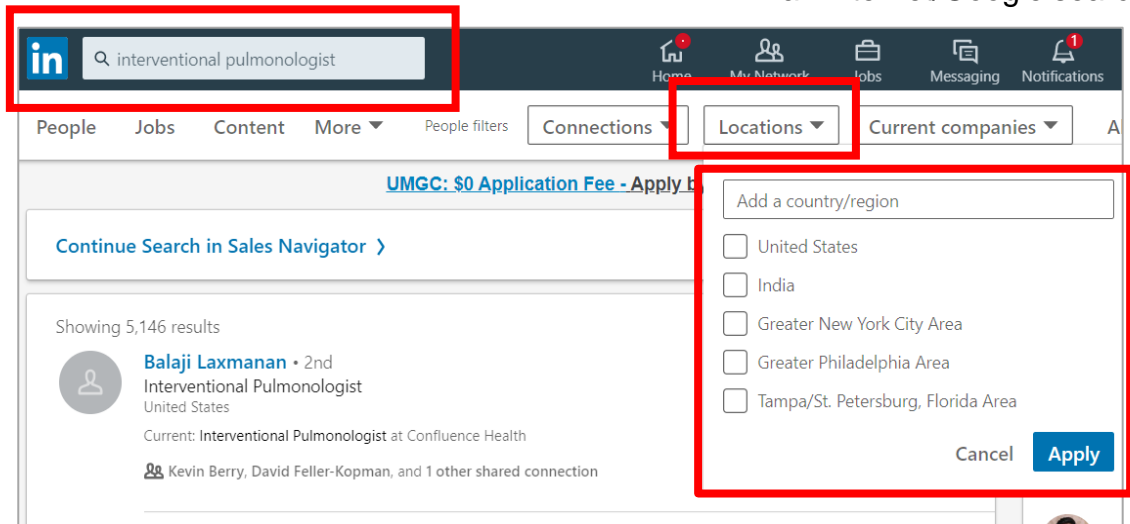 in interventional pulmonologist Home My Network Jobs Messaging 1 Notifications
People Jobs Content More People filters Connections Locations Current companies
UMGC: $0 Application Fee - Apply
Add a country/region
Continue Search in Sales Navigator
United States
India
Showing 5,146 results
Greater New York City Area
Balaji Laxmanan • 2nd
Greater Philadelphia Area
Interventional Pulmonologist
United States
Tampa/St. Petersburg, Florida Area
Current: Interventional Pulmonologist at Confluence Health
Cancel Apply
Kevin Berry, David Feller-Kopman, and 1 other shared connection